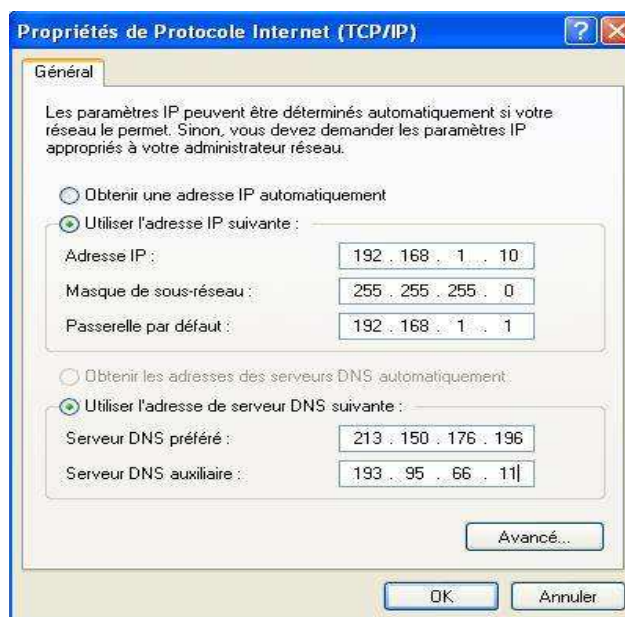 Propriétés de Protocole Internet (TCP/IP)
Général
Les paramètres IP peuvent être déterminés automatiquement si votre
réseau le permet. Sinon, vous devez demander les paramètres IP
appropriés à votre administrateur réseau.
Obtenir une adresse IP automatiquement
Utiliser l'adresse IP suivante :
Adresse IP : 192 . 168 . 1 . 10
Masque de sous-réseau : 255 . 255 . 255 . 0
Passerelle par défaut : 192 . 168 . 1 . 1
Obtenir les adresses des serveurs DNS automatiquement
Utiliser l'adresse de serveur DNS suivante :
Serveur DNS préféré : 213 . 150 . 176 . 196
Serveur DNS auxiliaire : 193 . 95 . 66 . 11
Avancé...
OK Annuler